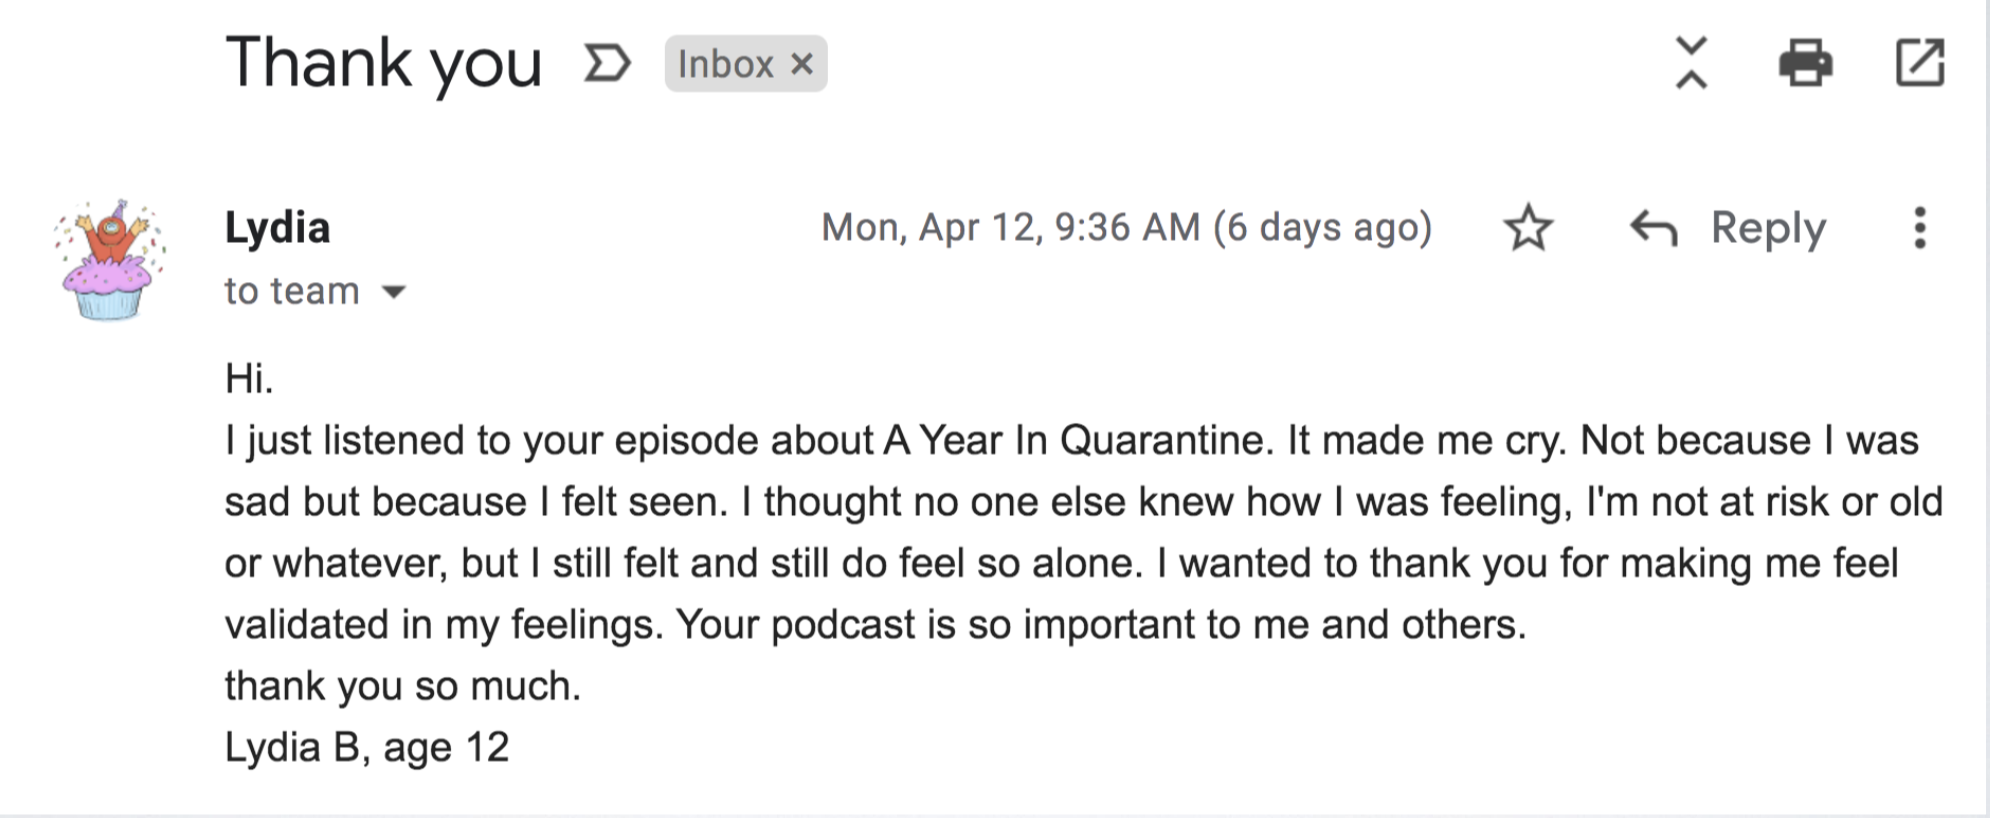 Thank you Inbox ×
Lydia Mon, Apr 12, 9:36 AM (6 days ago) Reply
to team
Hi.
I just listened to your episode about A Year In Quarantine. It made me cry. Not because I was
sad but because I felt seen. I thought no one else knew how I was feeling, I'm not at risk or old
or whatever, but I still felt and still do feel so alone. I wanted to thank you for making me feel
validated in my feelings. Your podcast is so important to me and others.
thank you so much.
Lydia B, age 12